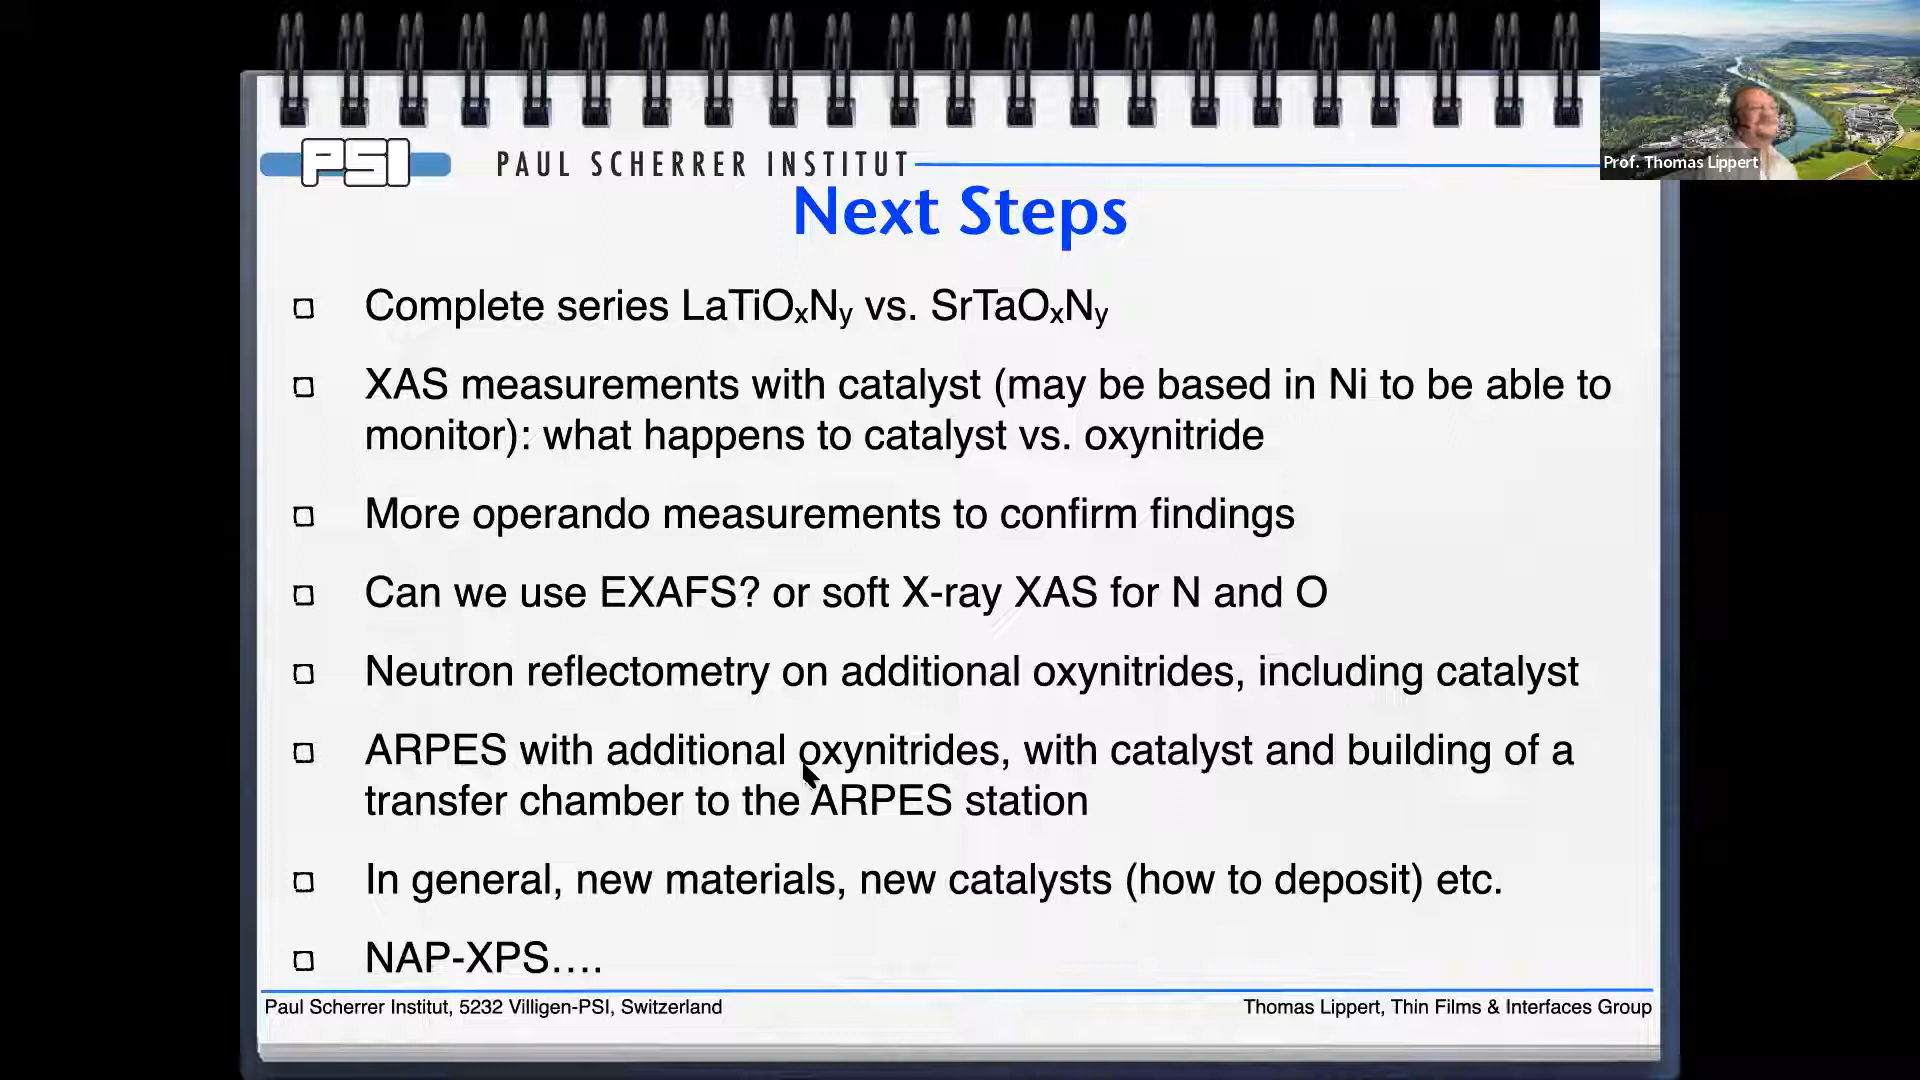 PSI
PAUL SCHERRER INSTITUT
Prof. Thomas Lippert
Next Steps
Complete series LaTiOxNy vs. SrTaOxNy
XAS measurements with catalyst (may be based in Ni to be able to
monitor): what happens to catalyst vs. oxynitride
More operando measurements to confirm findings
Can we use EXAFS? or soft X-ray XAS for N and O
Neutron reflectometry on additional oxynitrides, including catalyst
ARPES with additional oxynitrides, with catalyst and building of a
transfer chamber to the ARPES station
In general, new materials, new catalysts (how to deposit) etc.
NAP-XPS....
Paul Scherrer Institut, 5232 Villigen-PSI, Switzerland
Thomas Lippert, Thin Films & Interfaces Group